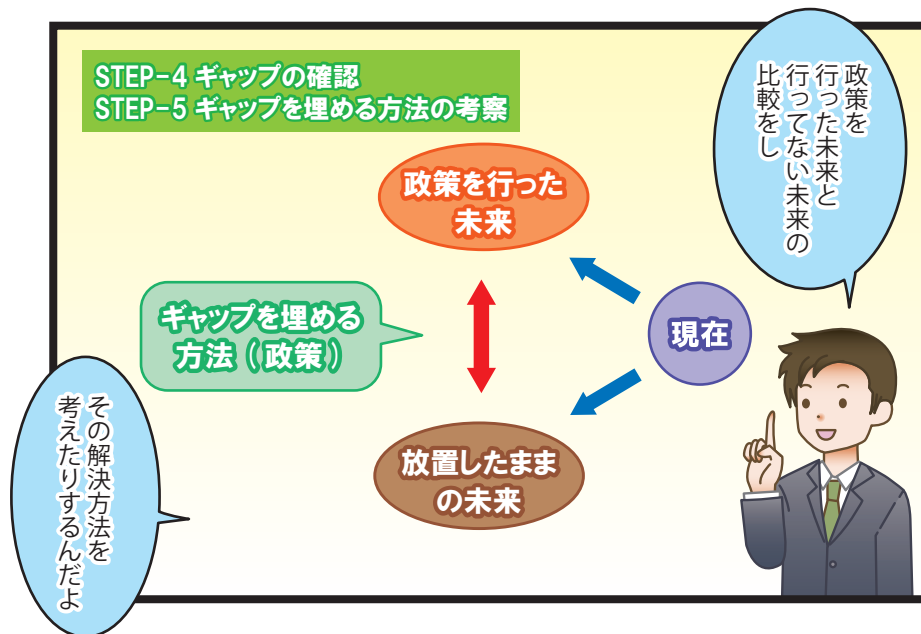 STEP-4 ギャップの確認
STEP-5 ギャップを埋める方法の考察
政策を
行った未来と
行ってない未来の
比較をし
政策を行った
未来
ギャップを埋める
方法（政策）
現在
放置したまま
の未来
その解決方法を
考えたりするんだよ